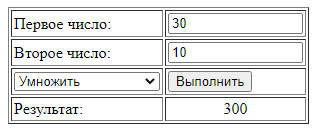 Первое число: 30
Второе число: 10
Умножить Выполнить
Результат: 300